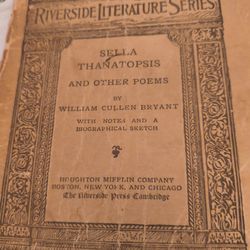 RIVERSIDE LITERATURE SERIES
SELLA
THANATOPSIS
AND OTHER POEMS
BY
WILLIAM CULLEN BRYANT
WITH NOTES AND A
BIOGRAPHICAL SKETCH
HOUGHTON MIFFLIN COMPANY
BOSTON, NEW YORK, AND CHICAGO
The Riverside Press Cambridge